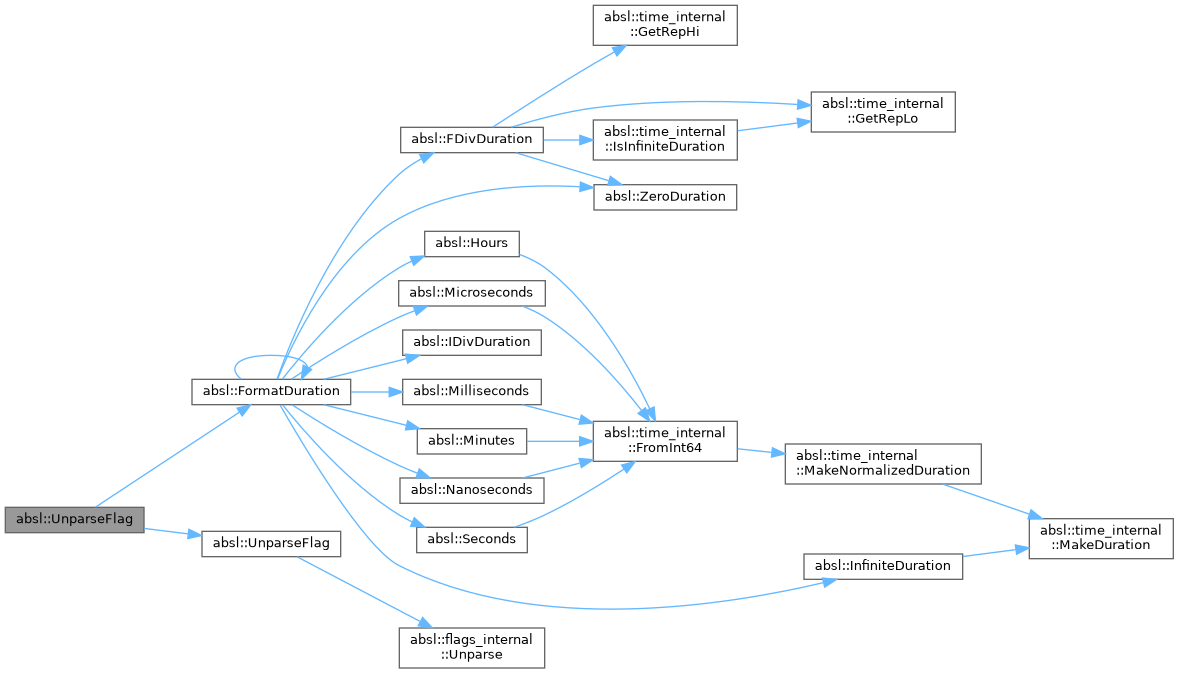 absl::time_internal
::GetRepHi
absl::time_internal
::GetRepLo
absl::FDivDuration
absl::time_internal
::IsInfiniteDuration
absl::ZeroDuration
absl::Hours
absl::Microseconds
absl::IDivDuration
absl::FormatDuration
absl::Milliseconds
absl::Minutes
absl::time_internal
::FromInt64
absl::time_internal
::MakeNormalizedDuration
absl::Nanoseconds
absl::UnparseFlag
absl::Seconds
absl::UnparseFlag
absl::time_internal
::MakeDuration
absl::InfiniteDuration
absl::flags_internal
::Unparse